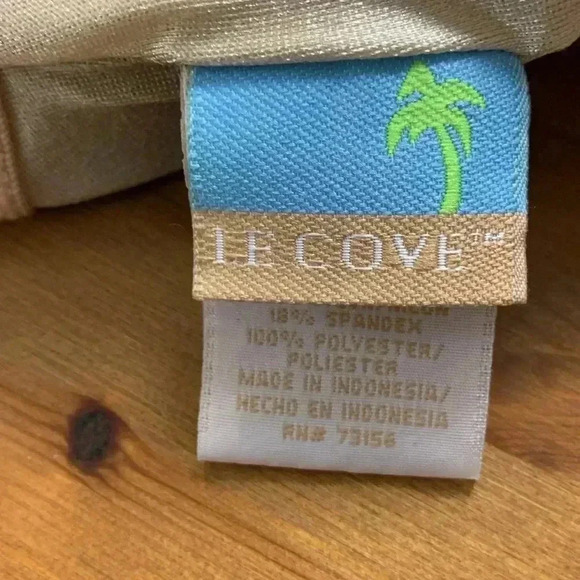 LE COVE™
18% SPANDEX
100% POLYESTER/
POLIESTER
MADE IN INDONESIA/
HECHO EN INDONESIA
RN# 73156